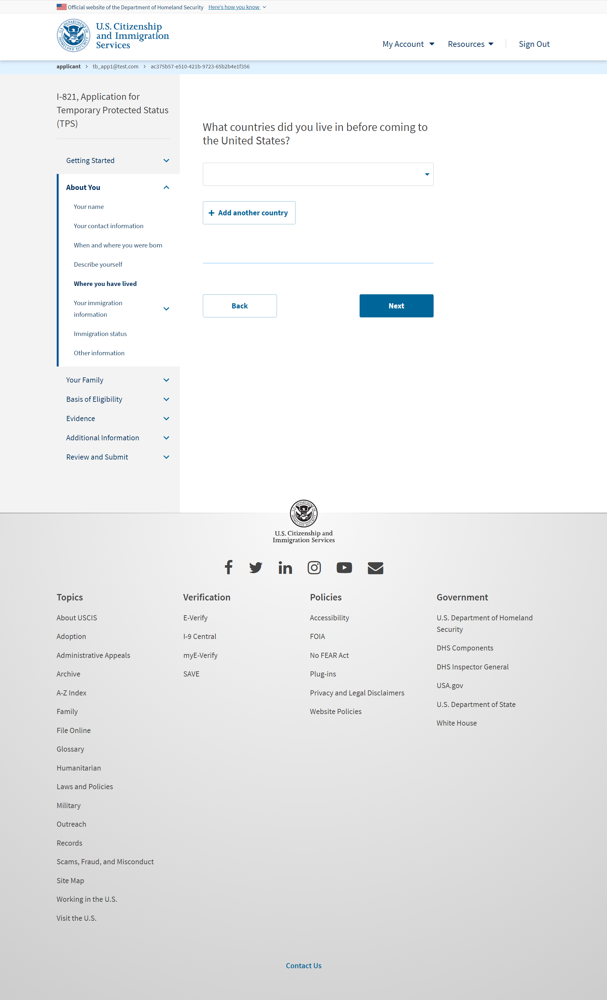 Official website of the Department of Homeland Security Here's how you know
U.S. Citizenship
and Immigration
Services
My Account Resources Sign Out
applicant > tb_app1@test.com > ac375b57-e510-421b-9723-65b2b4e1f356
I-821, Application for
Temporary Protected Status
(TPS)
Getting Started
About You
Your name
Your contact information
When and where you were born
Describe yourself
Where you have lived
Your immigration
information
Immigration status
Other information
Your Family
Basis of Eligibility
Evidence
Additional Information
Review and Submit
What countries did you live in before coming to
the United States?
+ Add another country
Back Next
U.S. DEPARTMENT OF HOMELAND SECURITY
U.S. Citizenship and
Immigration Services
Topics
About USCIS
Adoption
Administrative Appeals
Archive
A-Z Index
Family
File Online
Glossary
Humanitarian
Laws and Policies
Military
Outreach
Records
Scams, Fraud, and Misconduct
Site Map
Working in the U.S.
Visit the U.S.
Verification
E-Verify
I-9 Central
myE-Verify
SAVE
Policies
Accessibility
FOIA
No FEAR Act
Plug-ins
Privacy and Legal Disclaimers
Website Policies
Government
U.S. Department of Homeland
Security
DHS Components
DHS Inspector General
USA.gov
U.S. Department of State
White House
Contact Us